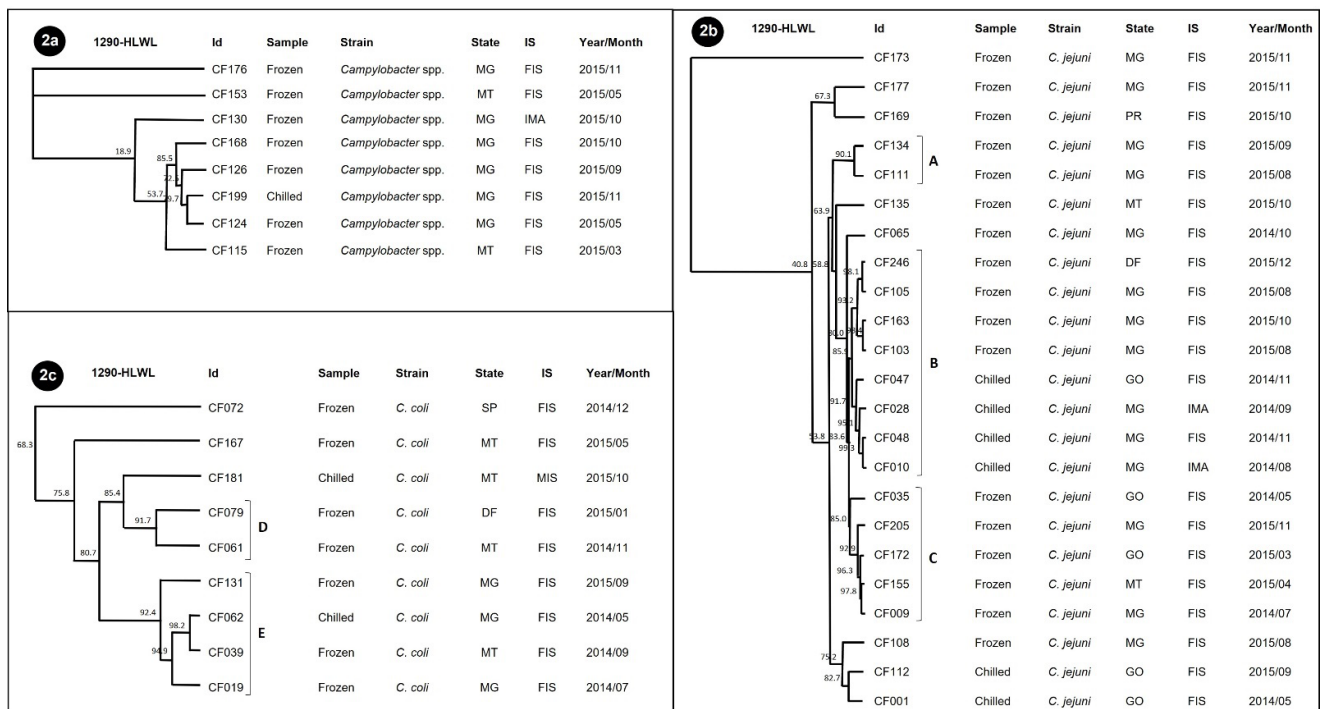 2a
1290-HLWL Id Sample Strain State IS Year/Month
CF176 Frozen Campylobacter spp. MG FIS 2015/11
CF153 Frozen Campylobacter spp. MT FIS 2015/05
CF130 Frozen Campylobacter spp. MG IMA 2015/10
18.9
CF168 Frozen Campylobacter spp. MG FIS 2015/10
85.5
CF126 Frozen Campylobacter spp. MG FIS 2015/09
CF199 Chilled Campylobacter spp. MG FIS 2015/11
53.7
CF124 Frozen Campylobacter spp. MG FIS 2015/05
CF115 Frozen Campylobacter spp. MT FIS 2015/03
2c
1290-HLWL Id Sample Strain State IS Year/Month
CF072 Frozen C. coli SP FIS 2014/12
68.3
CF167 Frozen C. coli MT FIS 2015/05
CF181 Chilled C. coli MT MIS 2015/10
75.8 85.4
CF079 Frozen C. coli DF FIS 2015/01
91.7 D
CF061 Frozen C. coli MT FIS 2014/11
80.7
CF131 Frozen C. coli MG FIS 2015/09
92.4
CF062 Chilled C. coli MG FIS 2014/05
98.2 E
CF039 Frozen C. coli MT FIS 2014/09
94.9
CF019 Frozen C. coli MG FIS 2014/07
2b
1290-HLWL Id Sample Strain State IS Year/Month
CF173 Frozen C. jejuni MG FIS 2015/11
CF177 Frozen C. jejuni MG FIS 2015/11
67.3
CF169 Frozen C. jejuni PR FIS 2015/10
CF134 Frozen C. jejuni MG FIS 2015/09
90.1 A
CF111 Frozen C. jejuni MG FIS 2015/08
CF135 Frozen C. jejuni MT FIS 2015/10
63.9
CF065 Frozen C. jejuni MG FIS 2014/10
40.8 58.8
CF246 Frozen C. jejuni DF FIS 2015/12
98.1
CF105 Frozen C. jejuni MG FIS 2015/08
93.2
CF163 Frozen C. jejuni MG FIS 2015/10
CF103 Frozen C. jejuni MG FIS 2015/08
B
CF047 Chilled C. jejuni GO FIS 2014/11
91.7
CF028 Chilled C. jejuni MG IMA 2014/09
CF048 Chilled C. jejuni MG FIS 2014/11
53.8 83.6
99.3
CF010 Chilled C. jejuni MG IMA 2014/08
CF035 Frozen C. jejuni GO FIS 2014/05
85.0
CF205 Frozen C. jejuni MG FIS 2015/11
92.9
CF172 Frozen C. jejuni GO FIS 2015/03
C
96.3
CF155 Frozen C. jejuni MT FIS 2015/04
97.8
CF009 Frozen C. jejuni MG FIS 2014/07
CF108 Frozen C. jejuni MG FIS 2015/08
75.2
CF112 Chilled C. jejuni GO FIS 2015/09
82.7
CF001 Chilled C. jejuni GO FIS 2014/05